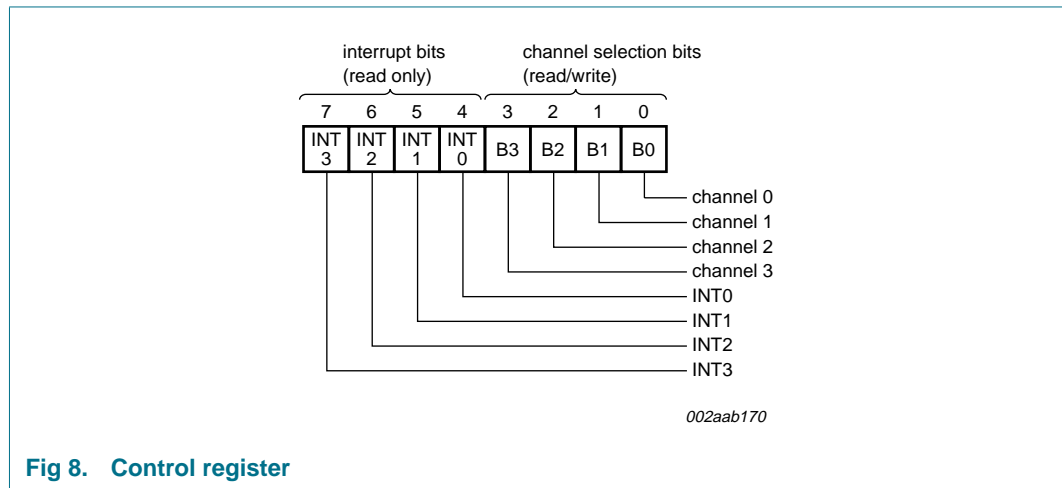 interrupt bits
(read only)
channel selection bits
(read/write)
7 6 5 4 3 2 1 0
INT 3 INT 2 INT 1 INT 0 B3 B2 B1 B0
channel 0
channel 1
channel 2
channel 3
INT0
INT1
INT2
INT3
002aab170
Fig 8. Control register